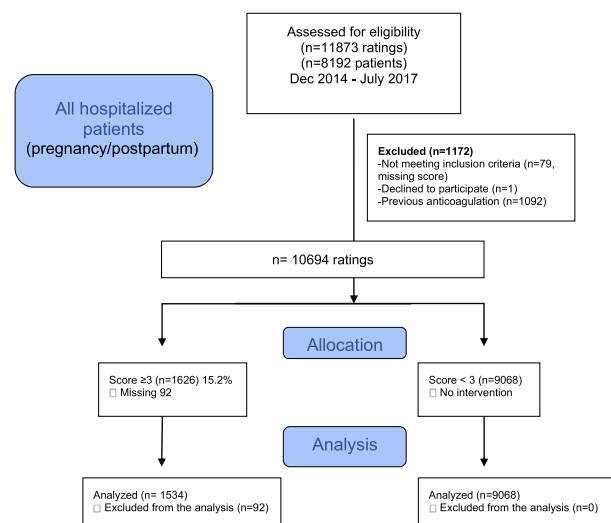 Assessed for eligibility
(n=11873 ratings)
(n=8192 patients)
Dec 2014 - July 2017
All hospitalized
patients
(pregnancy/postpartum)
Excluded (n=1172)
-Not meeting inclusion criteria (n=79,
missing score)
-Declined to participate (n=1)
-Previous anticoagulation (n=1092)
n= 10694 ratings
Allocation
Score ≥3 (n=1626) 15.2%
□ Missing 92
Score < 3 (n=9068)
□ No intervention
Analysis
Analyzed (n= 1534)
□ Excluded from the analysis (n=92)
Analyzed (n=9068)
□ Excluded from the analysis (n=0)